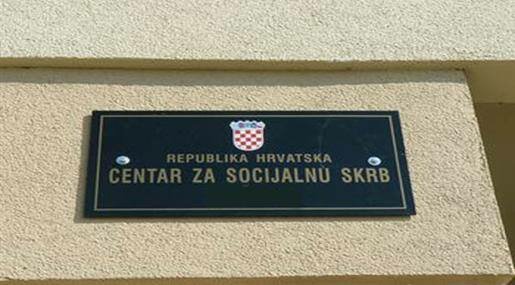 REPUBLIKA HRVATSKA
CENTAR ZA SOCIJALNU SKRB